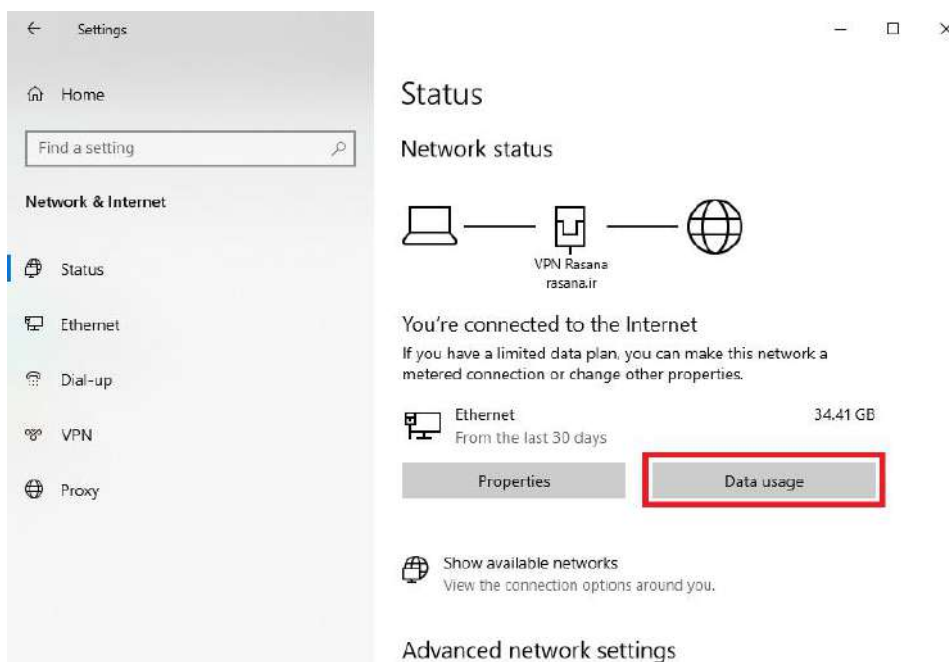 Settings
Home
Find a setting
Network & Internet
Status
Ethernet
Dial-up
VPN
Proxy
Status
Network status
VPN Rasana
rasana.ir
You're connected to the Internet
If you have a limited data plan, you can make this network a
metered connection or change other properties.
Ethernet
34.41 GB
From the last 30 days
Properties
Data usage
Show available networks
View the connection options around you.
Advanced network settings